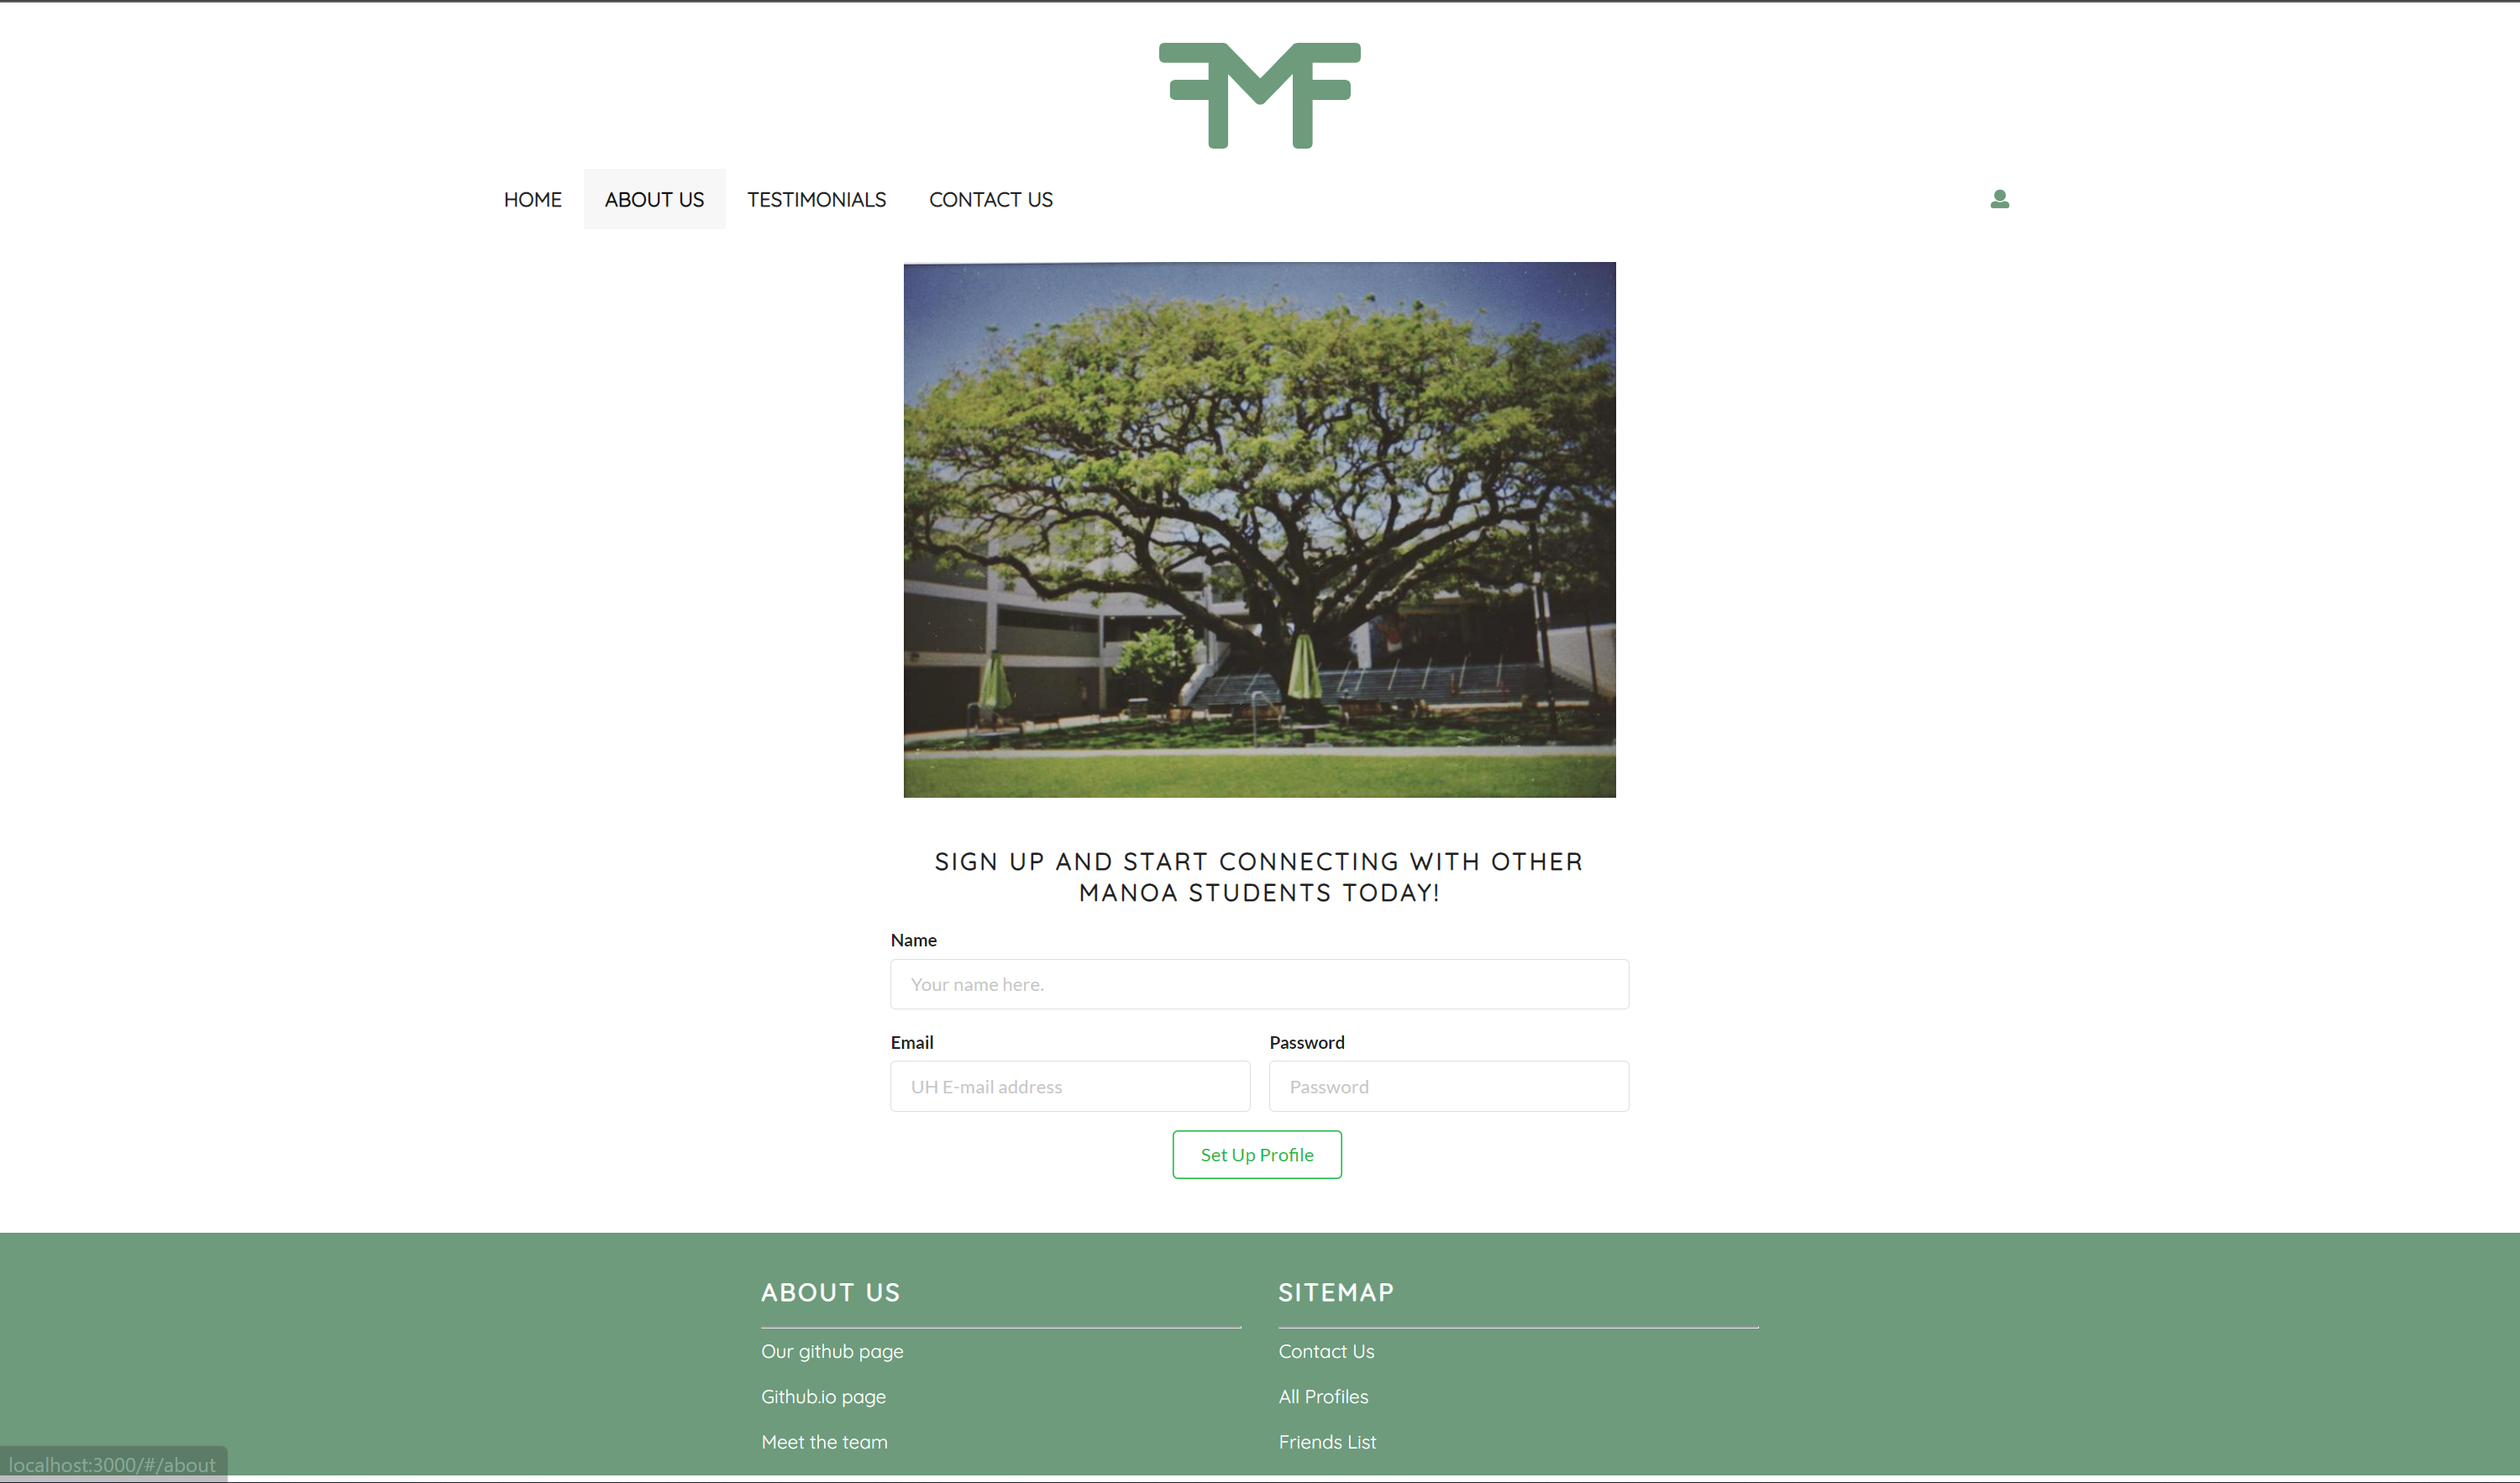 FMF
HOME ABOUT US TESTIMONIALS CONTACT US
SIGN UP AND START CONNECTING WITH OTHER
MANOA STUDENTS TODAY!
Name
Your name here.
Email Password
UH E-mail address Password
Set Up Profile
ABOUT US SITEMAP
Our github page Contact Us
Github.io page All Profiles
Meet the team Friends List
localhost:3000/#/about